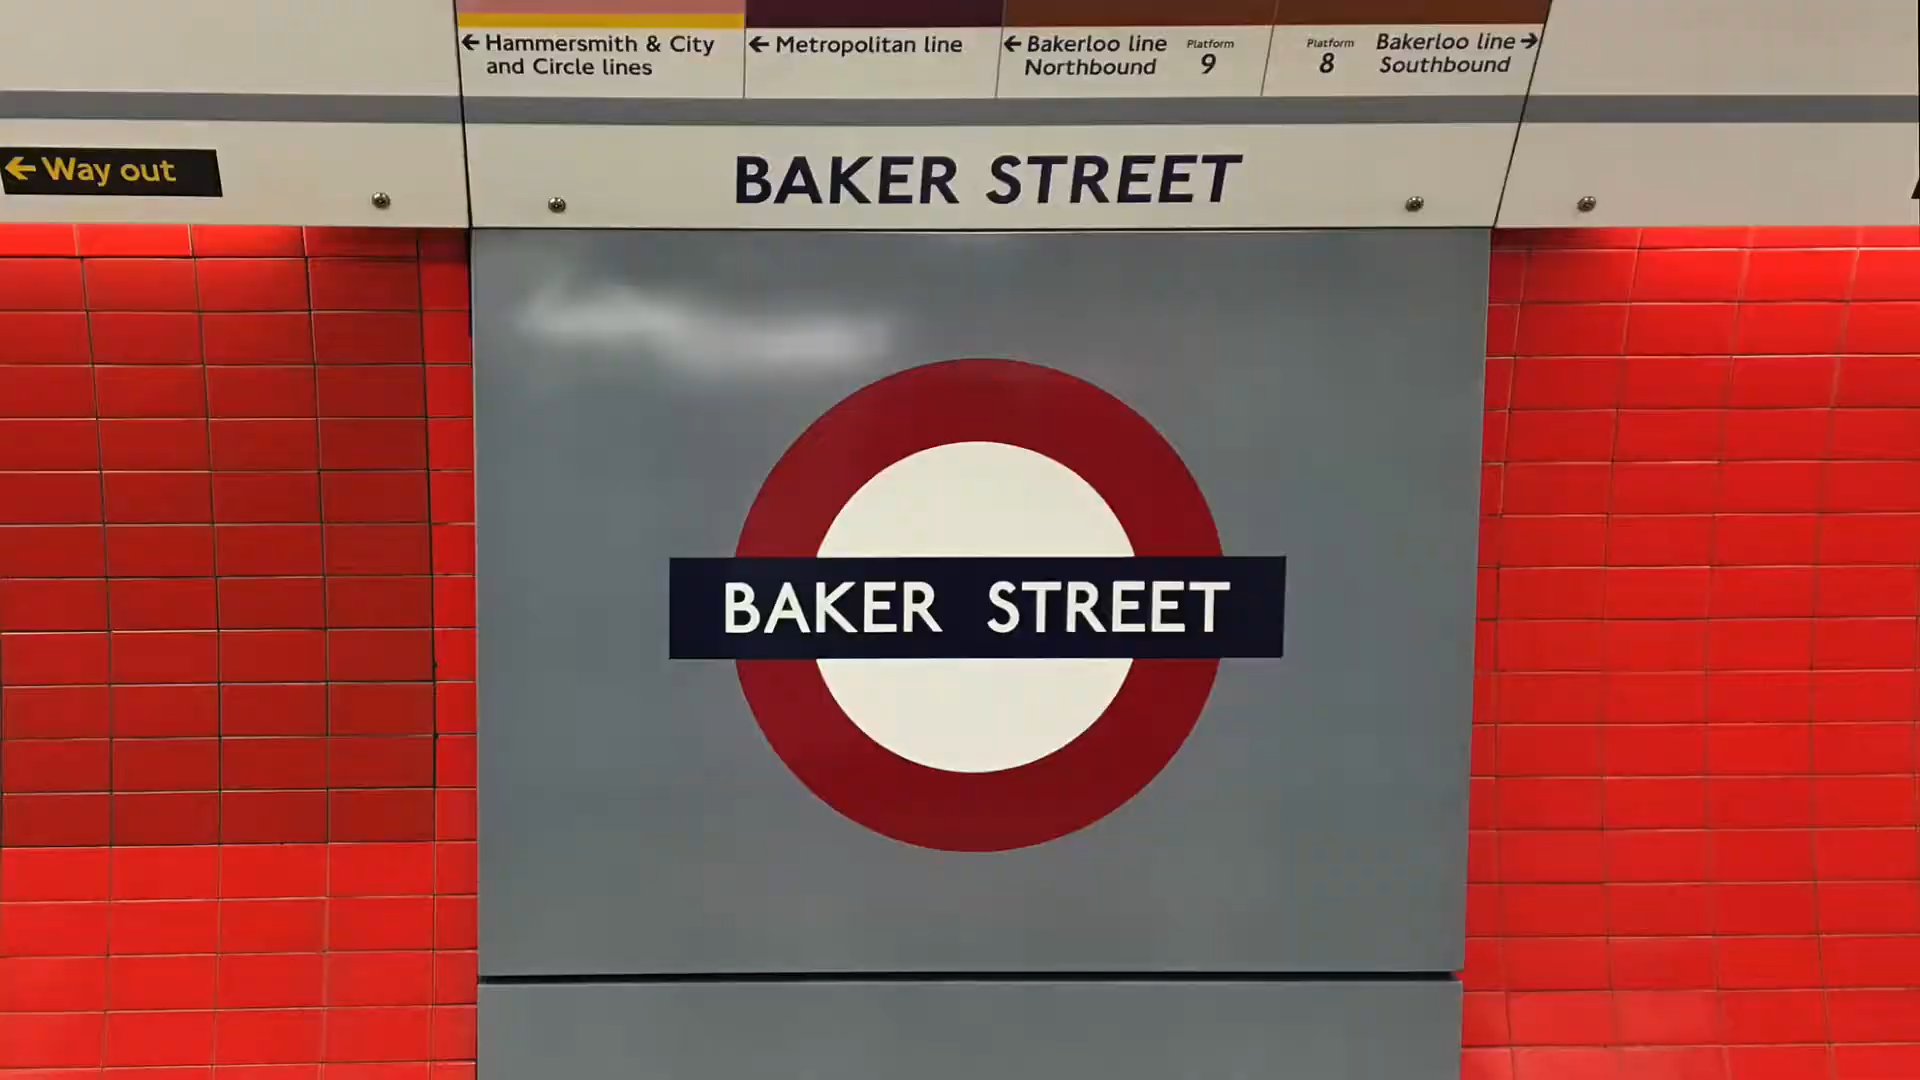 ← Hammersmith & City
and Circle lines
← Metropolitan line
← Bakerloo line
Northbound
Platform
9
Platform
8
Bakerloo line →
Southbound
← Way out
BAKER STREET
BAKER STREET